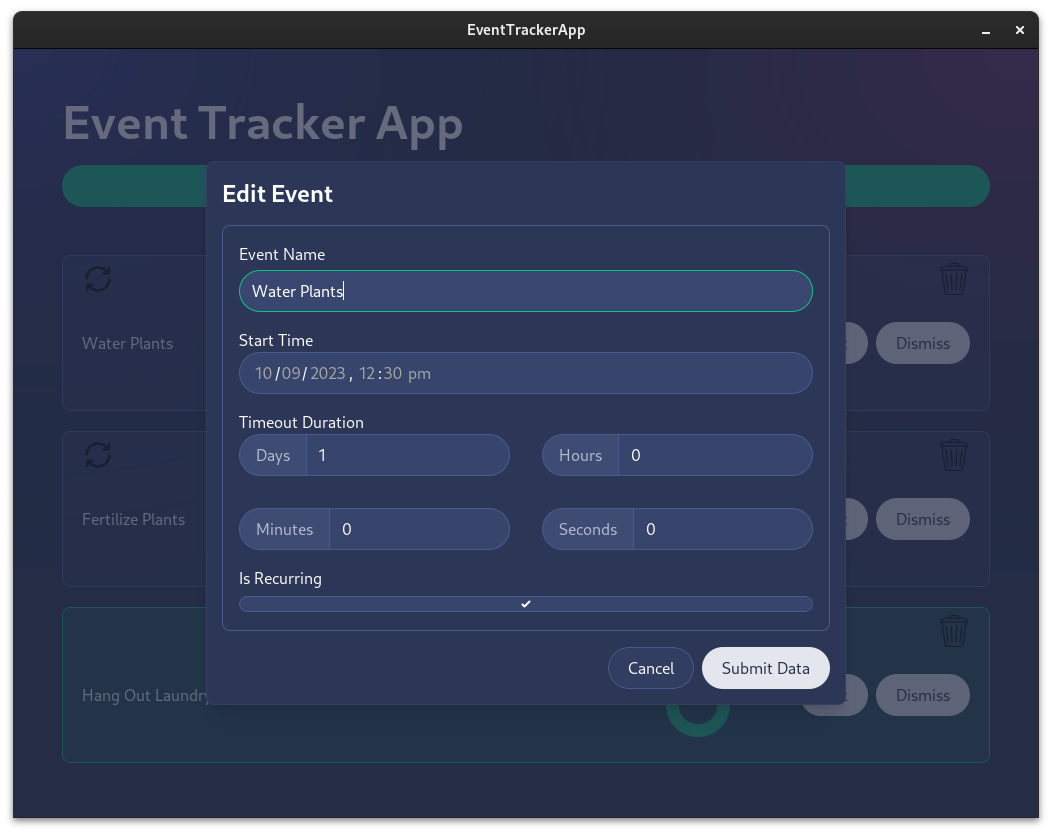 EventTrackerApp
Event Tracker App
Edit Event
Event Name
Water Plants
Start Time
10/09/2023, 12:30 pm
Timeout Duration
Days 1
Hours 0
Minutes 0
Seconds 0
Is Recurring
Cancel
Submit Data
Water Plants
Dismiss
Fertilize Plants
Dismiss
Hang Out Laundry
Dismiss